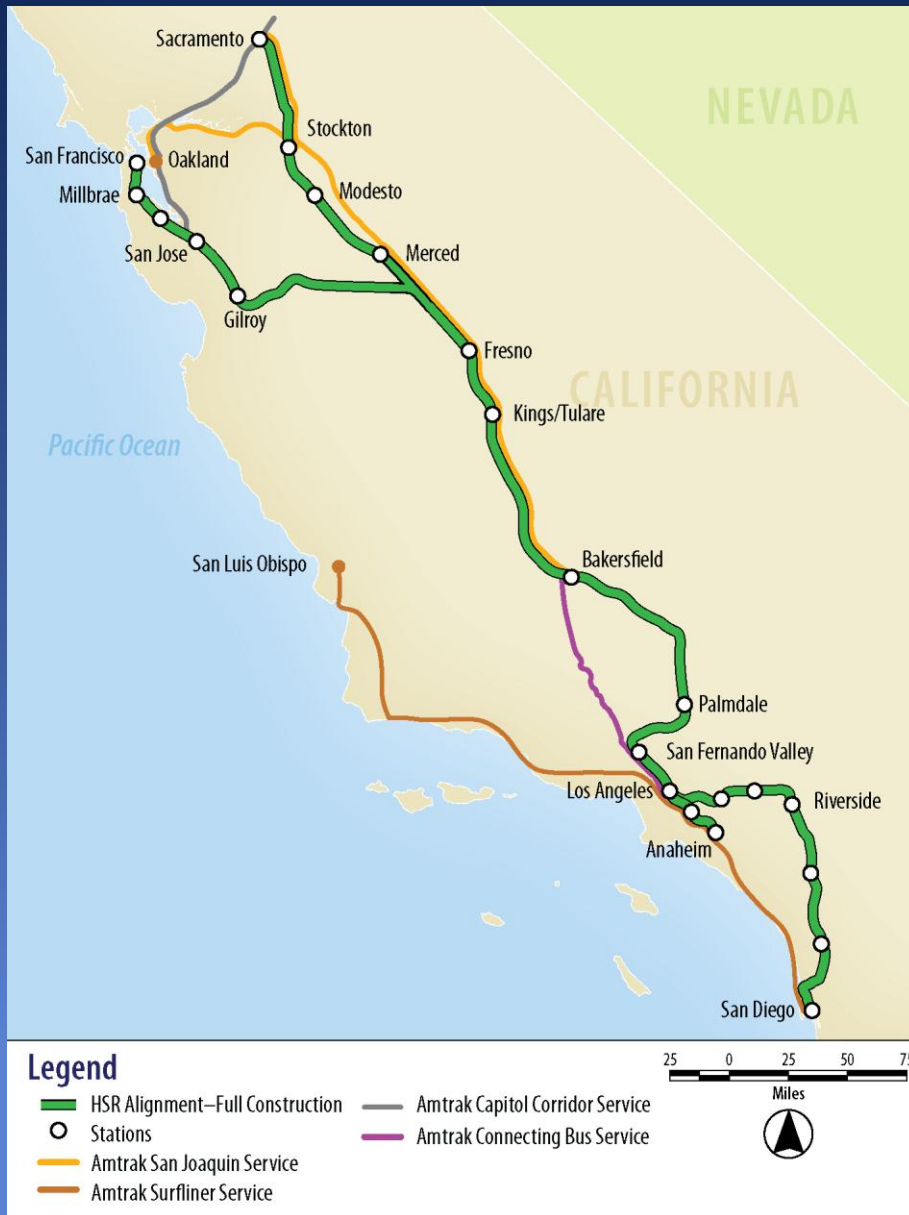 Sacramento
NEVADA
Stockton
San Francisco
Oakland
Millbrae
Modesto
San Jose
Merced
Gilroy
Fresno
CALIFORNIA
Kings/Tulare
Pacific Ocean
San Luis Obispo
Bakersfield
Palmdale
San Fernando Valley
Los Angeles
Riverside
Anaheim
San Diego
Legend
HSR Alignment–Full Construction
Stations
Amtrak San Joaquin Service
Amtrak Surfliner Service
Amtrak Capitol Corridor Service
Amtrak Connecting Bus Service
25 0 25 50 75
Miles